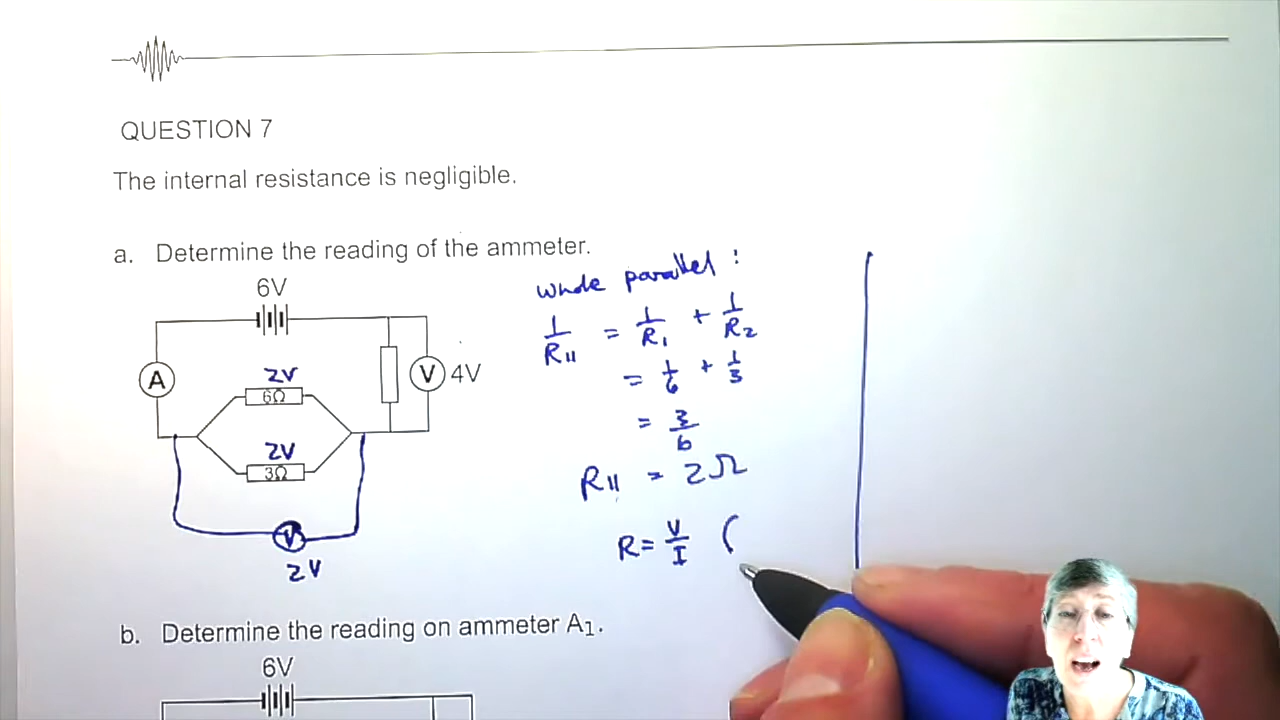 QUESTION 7
The internal resistance is negligible.
a. Determine the reading of the ammeter.
6V
A
2V
6Ω
V 4V
2V
3Ω
V
2V
whole parallel :
1/R|| = 1/R1 + 1/R2
= 1/6 + 1/3
= 3/6
R|| = 2Ω
R = V/I (
b. Determine the reading on ammeter A1.
6V